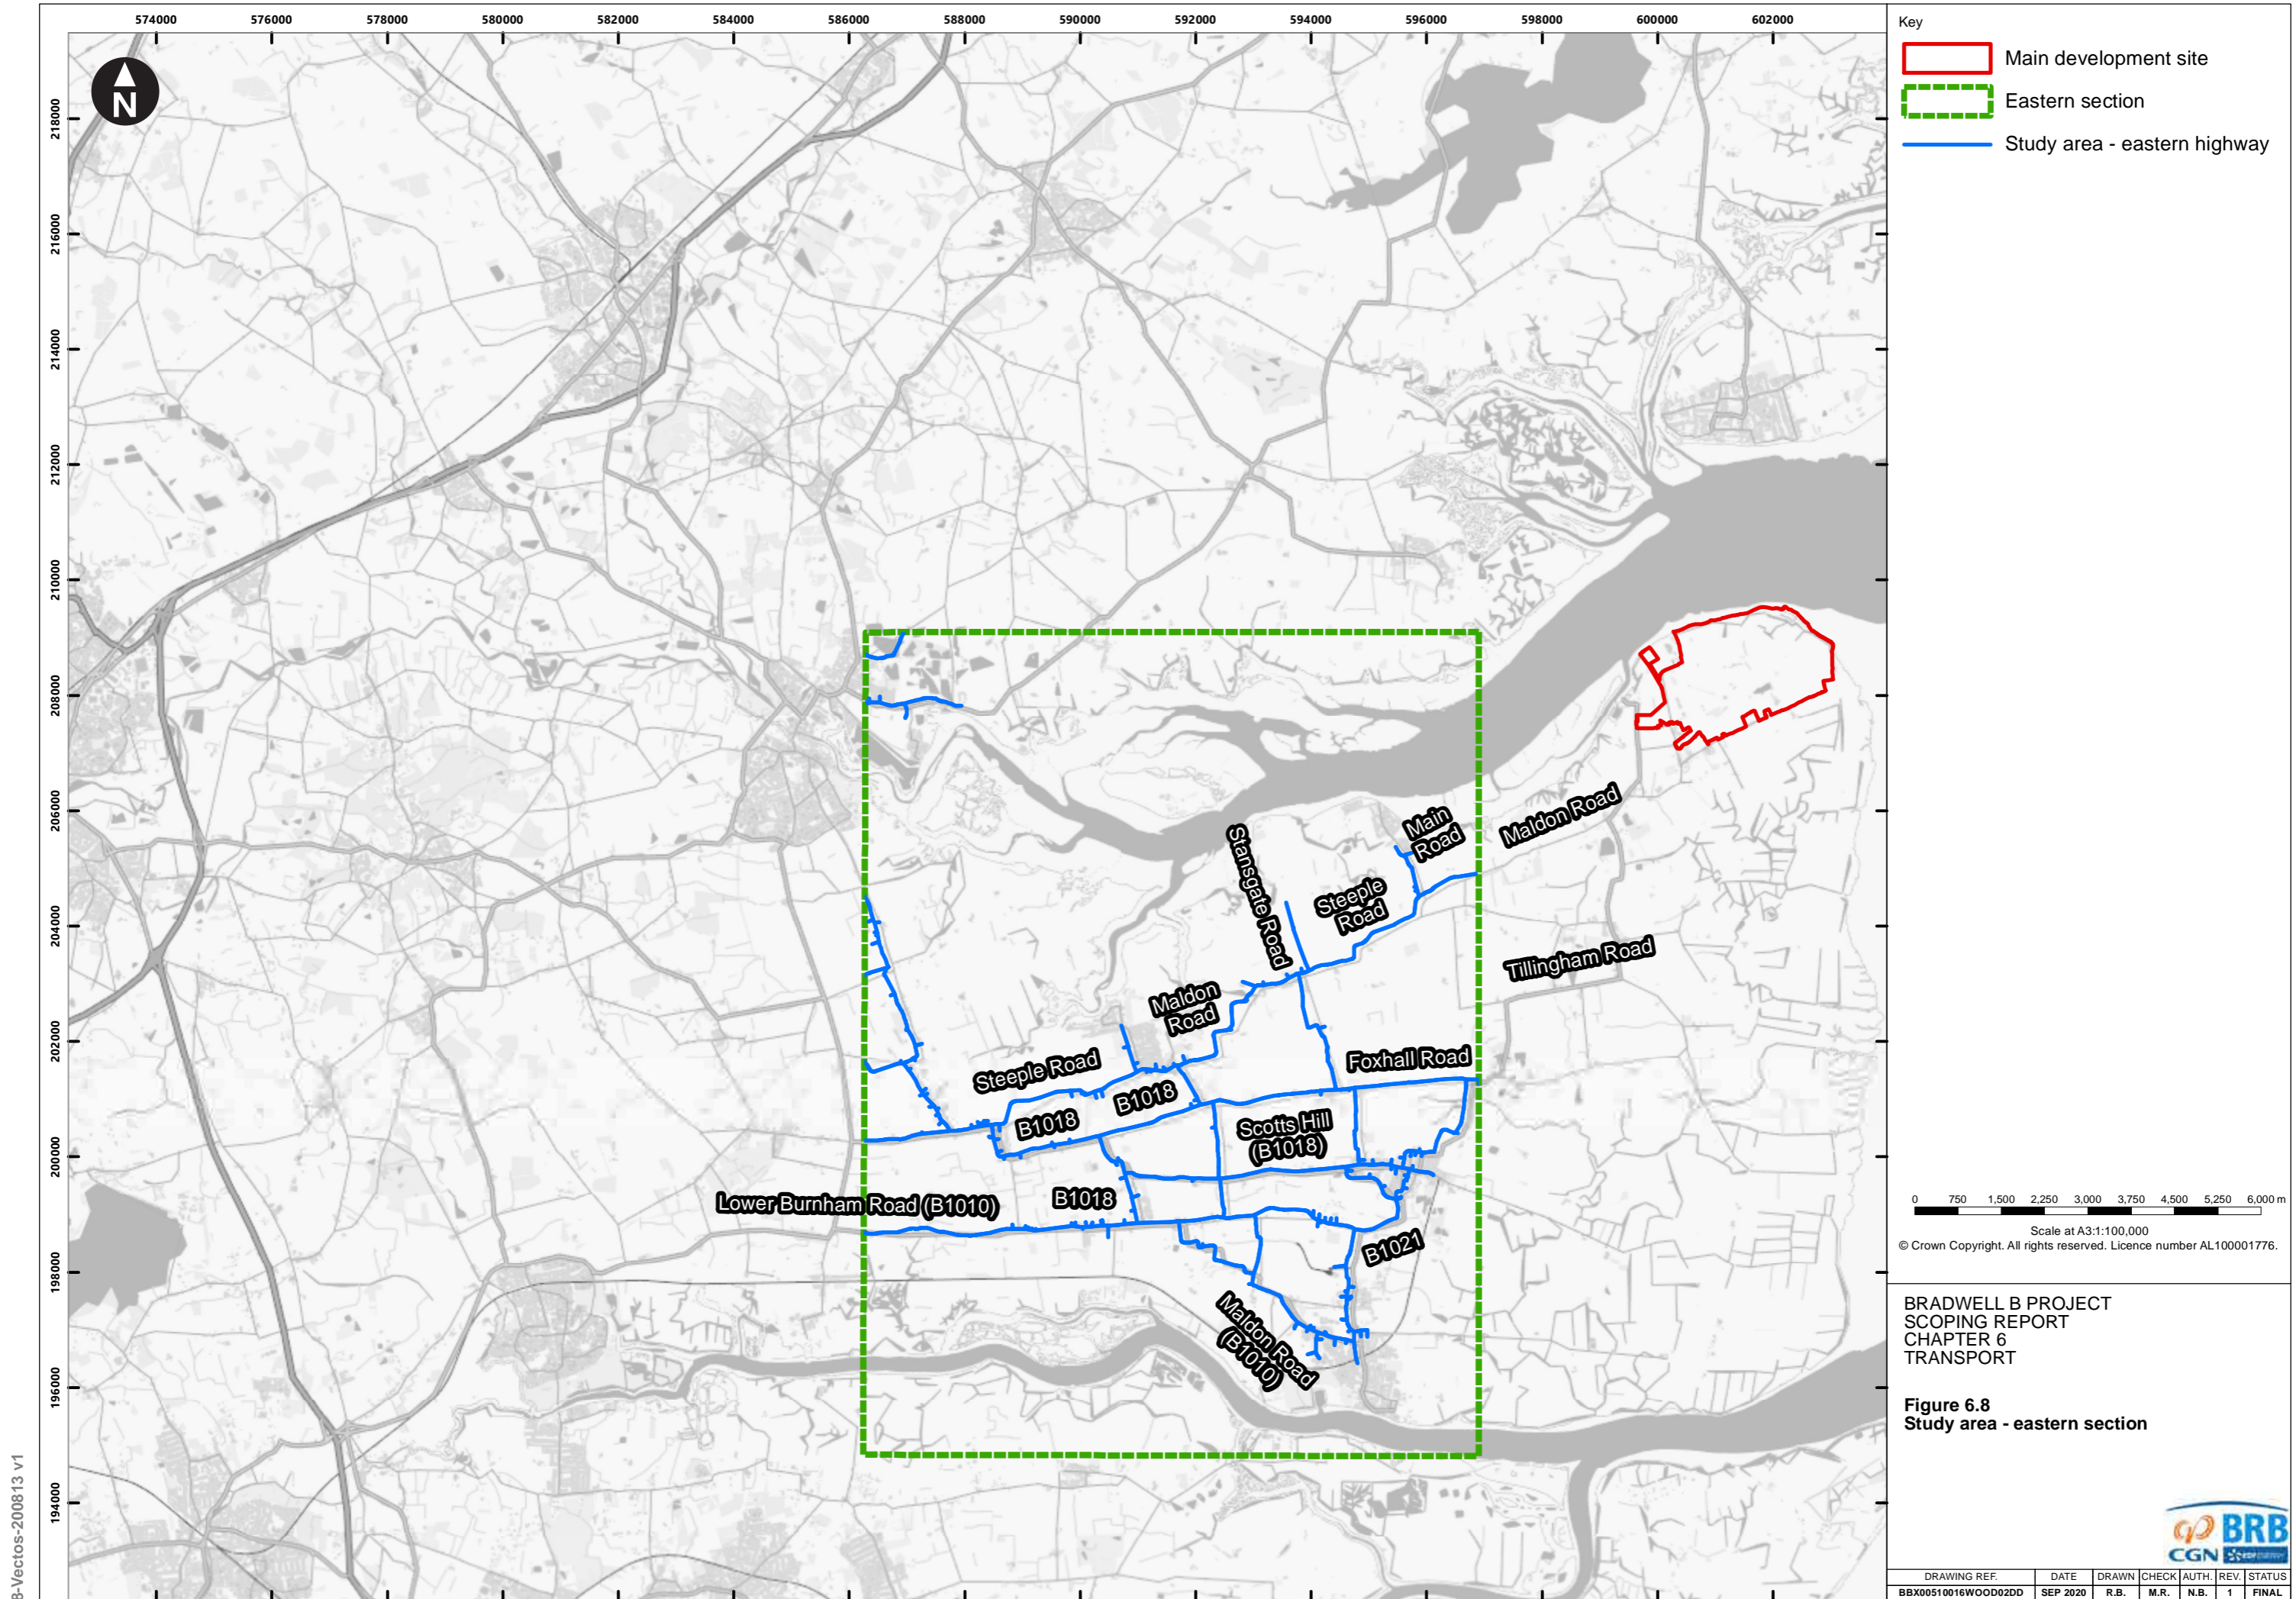 574000 576000 578000 580000 582000 584000 586000 588000 590000 592000 594000 596000 598000 600000 602000
218000
216000
214000
212000
210000
208000
206000
204000
202000
200000
198000
196000
194000
N
Main
Road
Maldon Road
Stansgate Road
Steeple
Road
Tillingham Road
Maldon
Road
Foxhall Road
Steeple Road
B1018
B1018
Scotts Hill
(B1018)
B1018
Lower Burnham Road (B1010)
B1021
Maldon Road
(B1010)
8-Vectos-200813 v1
Key
Main development site
Eastern section
Study area - eastern highway
0 750 1,500 2,250 3,000 3,750 4,500 5,250 6,000 m
Scale at A3:1:100,000
© Crown Copyright. All rights reserved. Licence number AL100001776.
BRADWELL B PROJECT
SCOPING REPORT
CHAPTER 6
TRANSPORT
Figure 6.8
Study area - eastern section
BRB
CGN edf ENERGY
DRAWING REF. DATE DRAWN CHECK AUTH. REV. STATUS
BBX00510016WOOD02DD SEP 2020 R.B. M.R. N.B. 1 FINAL